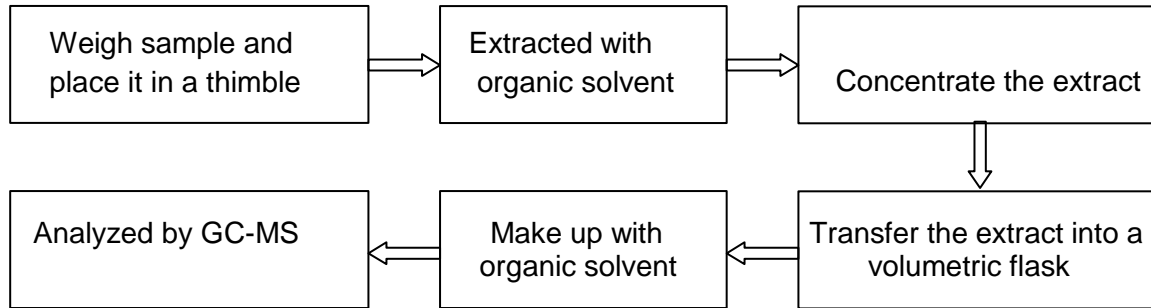 Weigh sample and
place it in a thimble
Extracted with
organic solvent
Concentrate the extract
Transfer the extract into a
volumetric flask
Make up with
organic solvent
Analyzed by GC-MS